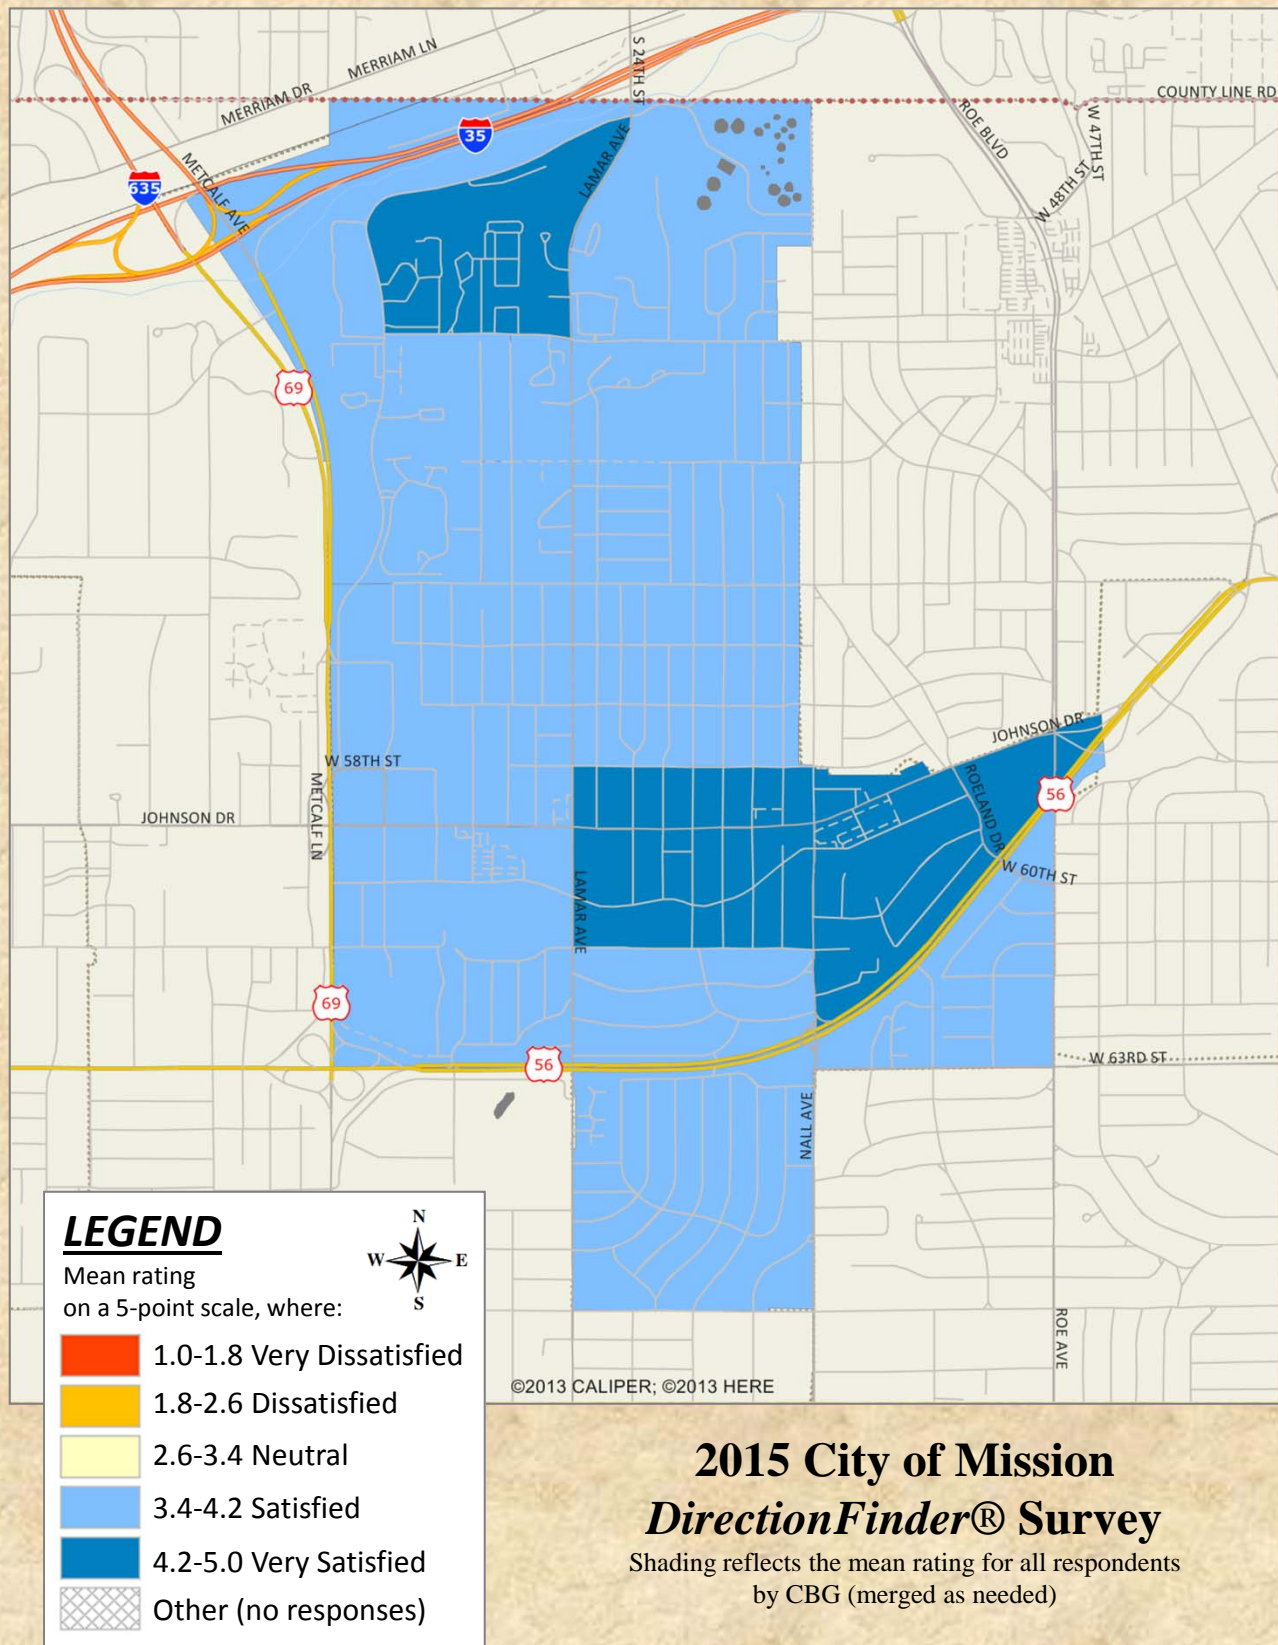 MERRIAM LN
S 24TH ST
MERRIAM DR
COUNTY LINE RD
35
LAMAR AVE
ROE BLVD
W 47TH ST
METCALF AVE
635
W 48TH ST
69
JOHNSON DR
W 58TH ST
METCALF LN
ROELAND DR
56
JOHNSON DR
W 60TH ST
LAMAR AVE
69
56
W 63RD ST
NALL AVE
ROE AVE
LEGEND
N
W E
S
Mean rating
on a 5-point scale, where:
1.0-1.8 Very Dissatisfied
1.8-2.6 Dissatisfied
2.6-3.4 Neutral
3.4-4.2 Satisfied
4.2-5.0 Very Satisfied
Other (no responses)
©2013 CALIPER; ©2013 HERE
2015 City of Mission
DirectionFinder® Survey
Shading reflects the mean rating for all respondents
by CBG (merged as needed)